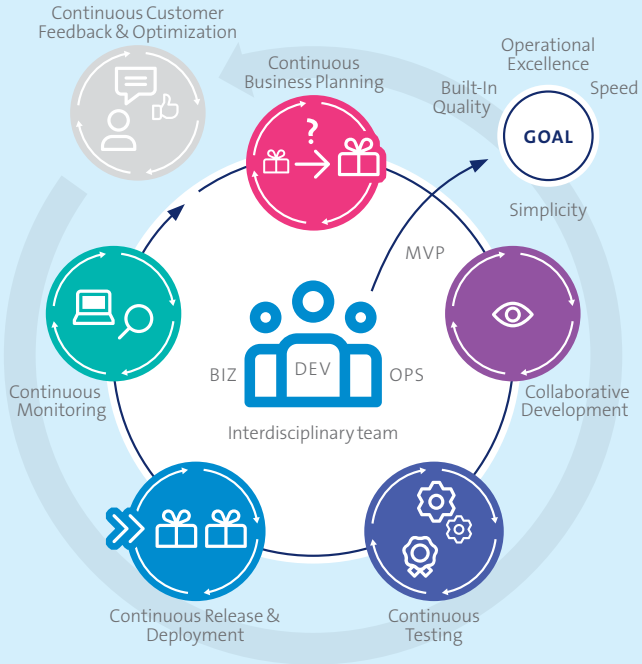 Continuous Customer
Feedback & Optimization
Continuous
Business Planning
?
Operational
Excellence
Built-In
Quality
Speed
GOAL
Simplicity
MVP
BIZ
DEV
OPS
Interdisciplinary team
Continuous
Monitoring
Collaborative
Development
Continuous Release &
Deployment
Continuous
Testing